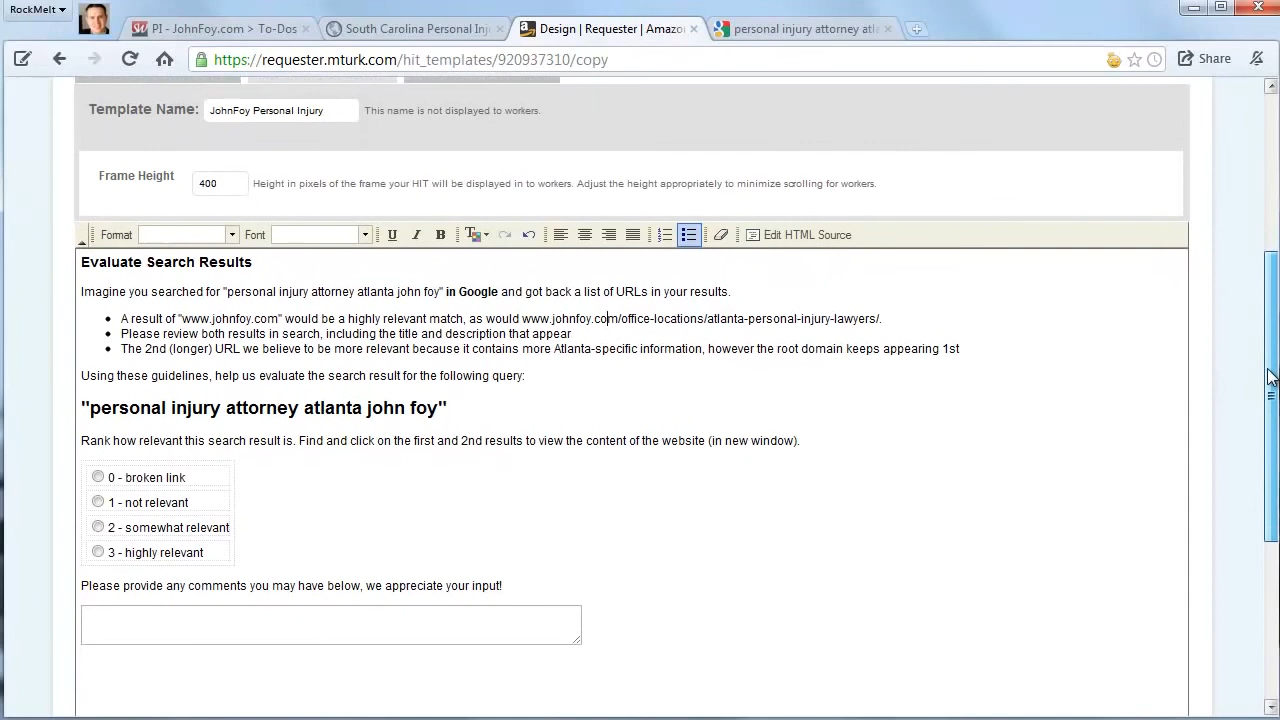 RockMelt
PI - JohnFoy.com > To-Dos
South Carolina Personal Inj
Design | Requester | Amazo
personal injury attorney atla
https://requester.mturk.com/hit_templates/920937310/copy
Share
Template Name: JohnFoy Personal Injury This name is not displayed to workers.
Frame Height 400 Height in pixels of the frame your HIT will be displayed in to workers. Adjust the height appropriately to minimize scrolling for workers.
Format Font U I B Edit HTML Source
Evaluate Search Results
Imagine you searched for "personal injury attorney atlanta john foy" in Google and got back a list of URLs in your results.
• A result of "www.johnfoy.com" would be a highly relevant match, as would www.johnfoy.com/office-locations/atlanta-personal-injury-lawyers/.
• Please review both results in search, including the title and description that appear
• The 2nd (longer) URL we believe to be more relevant because it contains more Atlanta-specific information, however the root domain keeps appearing 1st
Using these guidelines, help us evaluate the search result for the following query:
"personal injury attorney atlanta john foy"
Rank how relevant this search result is. Find and click on the first and 2nd results to view the content of the website (in new window).
0 - broken link
1 - not relevant
2 - somewhat relevant
3 - highly relevant
Please provide any comments you may have below, we appreciate your input!